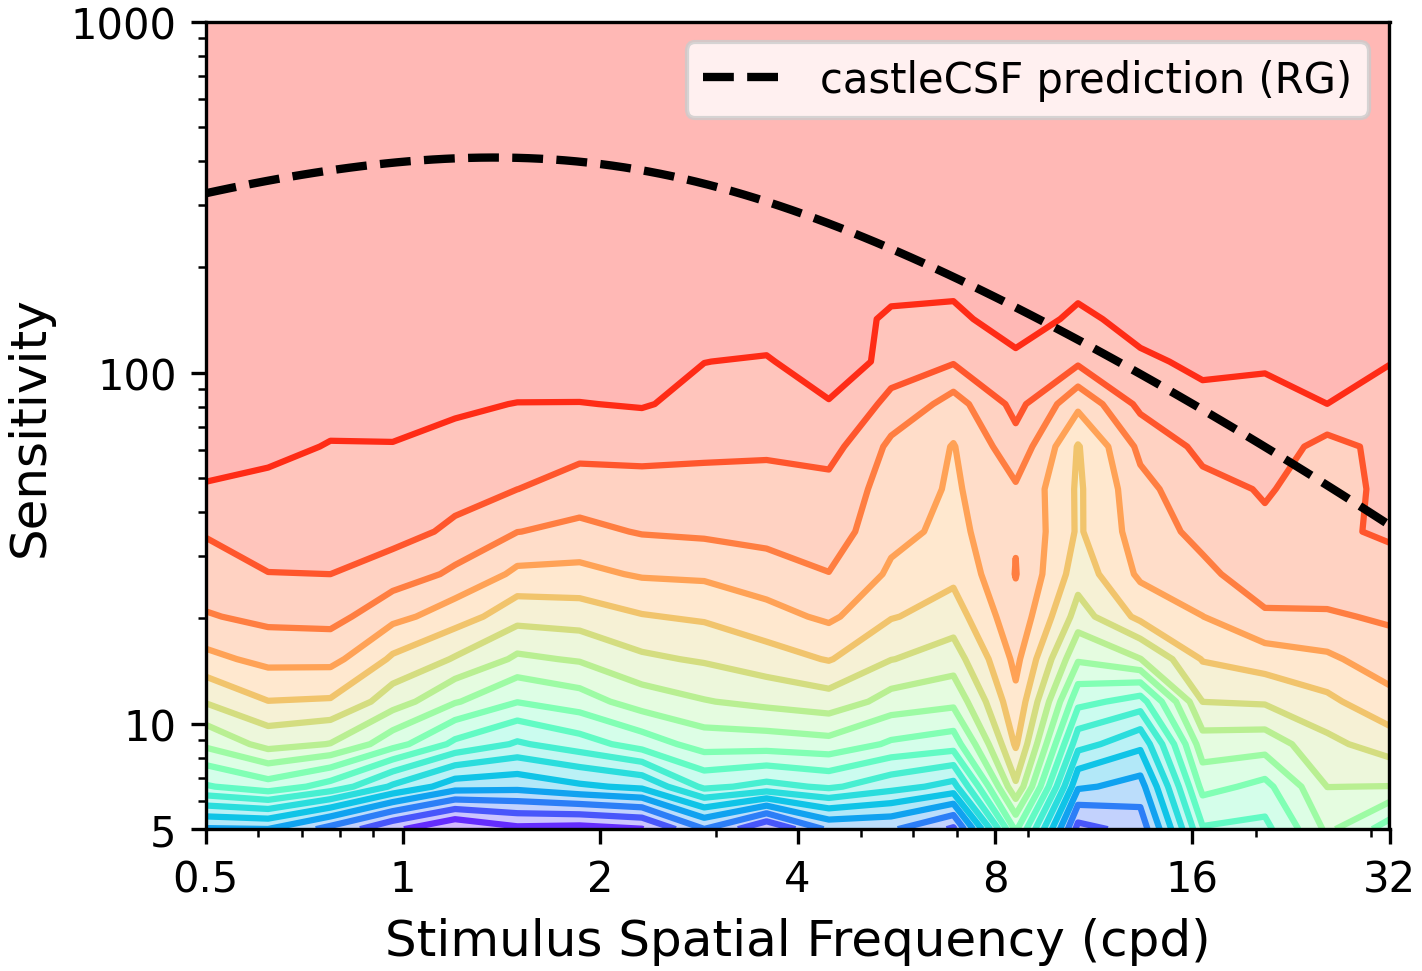 1000
castleCSF prediction (RG)
Sensitivity
100
10
5
0.5 1 2 4 8 16 32
Stimulus Spatial Frequency (cpd)